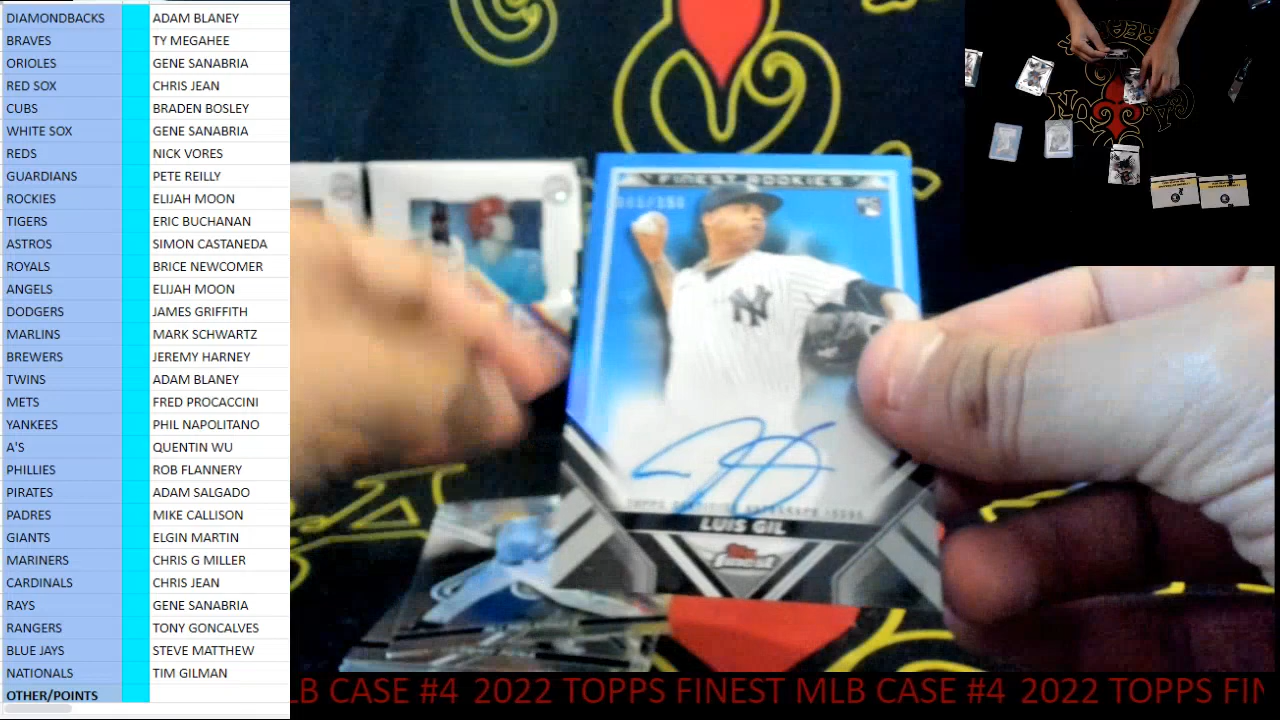 DIAMONDBACKS ADAM BLANEY
BRAVES TY MEGAHEE
ORIOLES GENE SANABRIA
RED SOX CHRIS JEAN
CUBS BRADEN BOSLEY
WHITE SOX GENE SANABRIA
REDS NICK VORES
GUARDIANS PETE REILLY
ROCKIES ELIJAH MOON
TIGERS ERIC BUCHANAN
ASTROS SIMON CASTANEDA
ROYALS BRICE NEWCOMER
ANGELS ELIJAH MOON
DODGERS JAMES GRIFFITH
MARLINS MARK SCHWARTZ
BREWERS JEREMY HARNEY
TWINS ADAM BLANEY
METS FRED PROCACCINI
YANKEES PHIL NAPOLITANO
A'S QUENTIN WU
PHILLIES ROB FLANNERY
PIRATES ADAM SALGADO
PADRES MIKE CALLISON
GIANTS ELGIN MARTIN
MARINERS CHRIS G MILLER
CARDINALS CHRIS JEAN
RAYS GENE SANABRIA
RANGERS TONY GONCALVES
BLUE JAYS STEVE MATTHEW
NATIONALS TIM GILMAN
OTHER/POINTS
FINEST ROOKIES
NY
LUIS GIL
Finest
LB CASE #4 2022 TOPPS FINEST MLB CASE #4 2022 TOPPS FIN